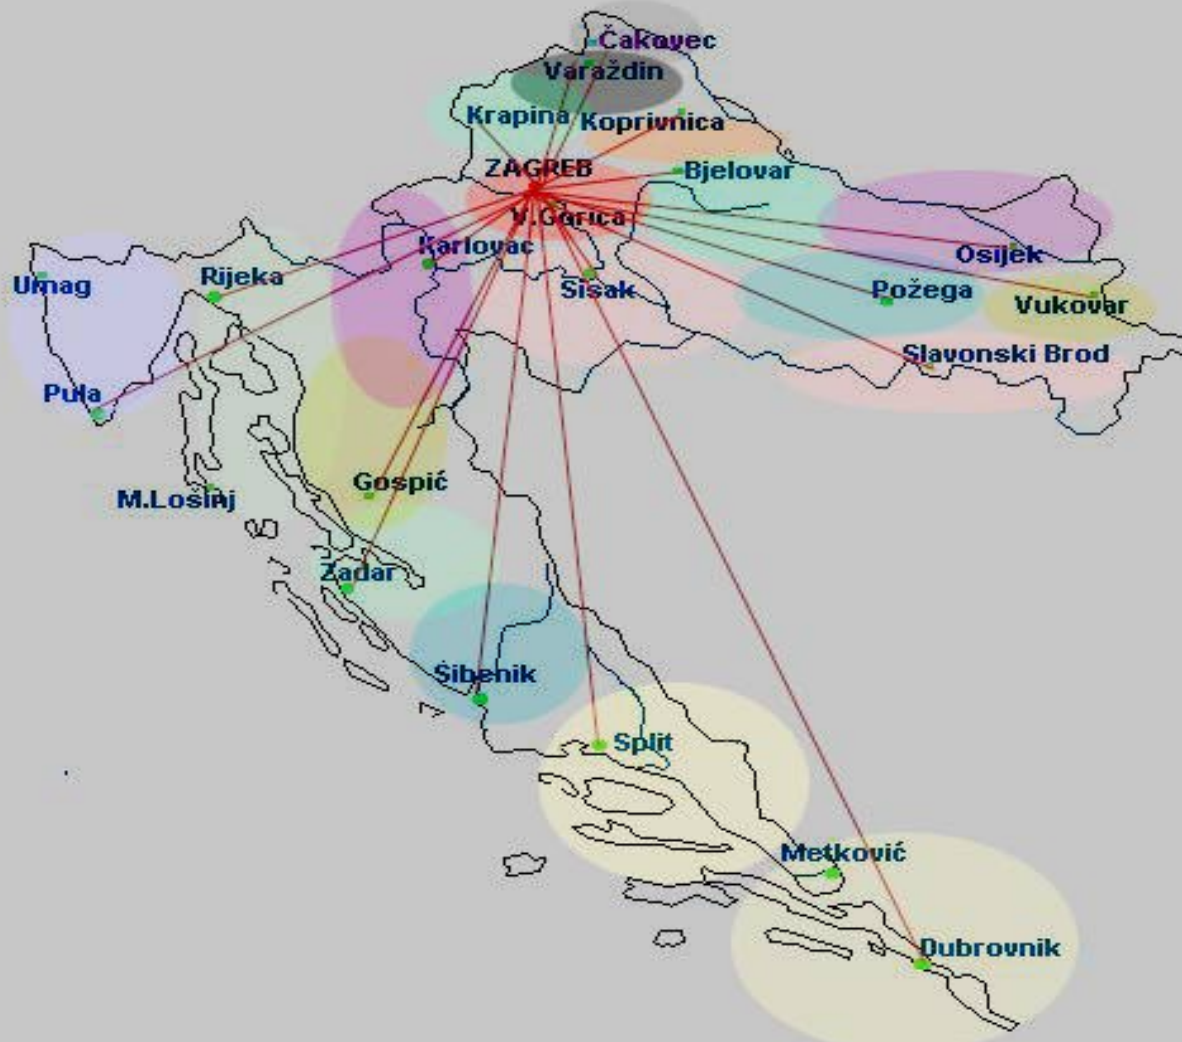 Čakovec
Varaždin
Krapina
Koprivnica
ZAGREB
Bjelovar
V.Gorica
Karlovac
Osijek
Umag
Rijeka
Sisak
Požega
Vukovar
Slavonski Brod
Pula
Gospić
M.Lošinj
Zadar
Šibenik
Split
Metković
Dubrovnik